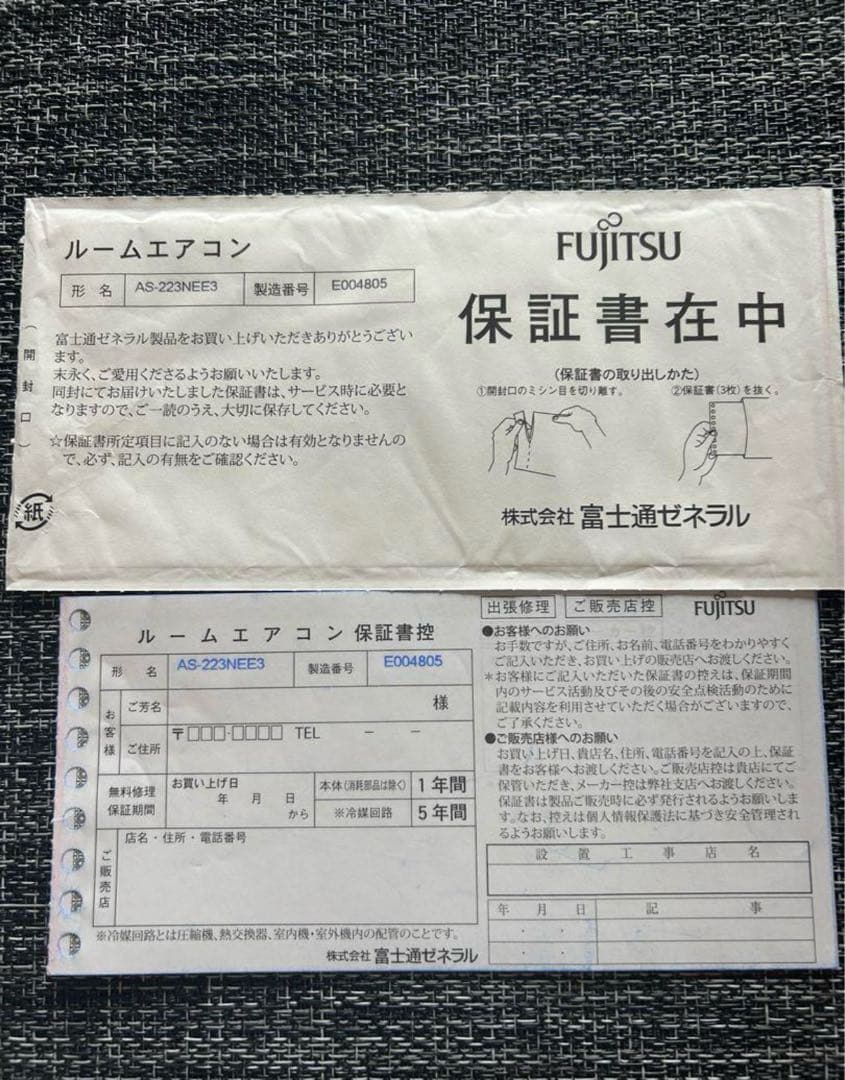 ルームエアコン
形 名 AS-223NEE3 製造番号 E004805
富士通ゼネラル製品をお買い上げいただきありがとうござい
ます。
末永く、ご愛用くださるようお願いいたします。
同封にてお届けいたしました保証書は、サービス時に必要と
なりますので、ご一読のうえ、大切に保存してください。
☆保証書所定項目に記入のない場合は有効となりませんの
で、必ず、記入の有無をご確認ください。
(開封口)
紙
FUJITSU
保証書在中
(保証書の取り出しかた)
①開封口のミシン目を切り離す。 ②保証書(3枚)を抜く。
株式会社 富士通ゼネラル
ルームエアコン保証書控
形 名 AS-223NEE3 製造番号 E004805
お客様
ご芳名 様
ご住所 〒□□□-□□□□ TEL － －
無料修理
保証期間
お買い上げ日
年 月 日
から
本体(消耗部品は除く) 1年間
※冷媒回路 5年間
ご販売店
店名・住所・電話番号
※冷媒回路とは圧縮機、熱交換器、室内機・室外機内の配管のことです。
株式会社 富士通ゼネラル
出張修理 ご販売店控 FUJITSU
●お客様へのお願い
お手数ですが、ご住所、お名前、電話番号をわかりやすく
ご記入いただき、お買い上げの販売店へお渡しください。
＊お客様にご記入いただいた保証書の控えは、保証期間
内のサービス活動及びその後の安全点検活動のために
記載内容を利用させていただく場合がございますので、
ご了承ください。
●ご販売店様へのお願い
お買い上げ日、貴店名、住所、電話番号を記入の上、保証
書をお客様へお渡しください。ご販売店控は貴店にてご
保管いただき、メーカー控は弊社支店へお渡しください。
保証書は製品ご販売時に必ず発行されるようお願いしま
す。なお、控えは個人情報保護法に基づき安全管理され
るようお願いします。
設置工事店名
年 月 日 記 事
・ ・
・ ・